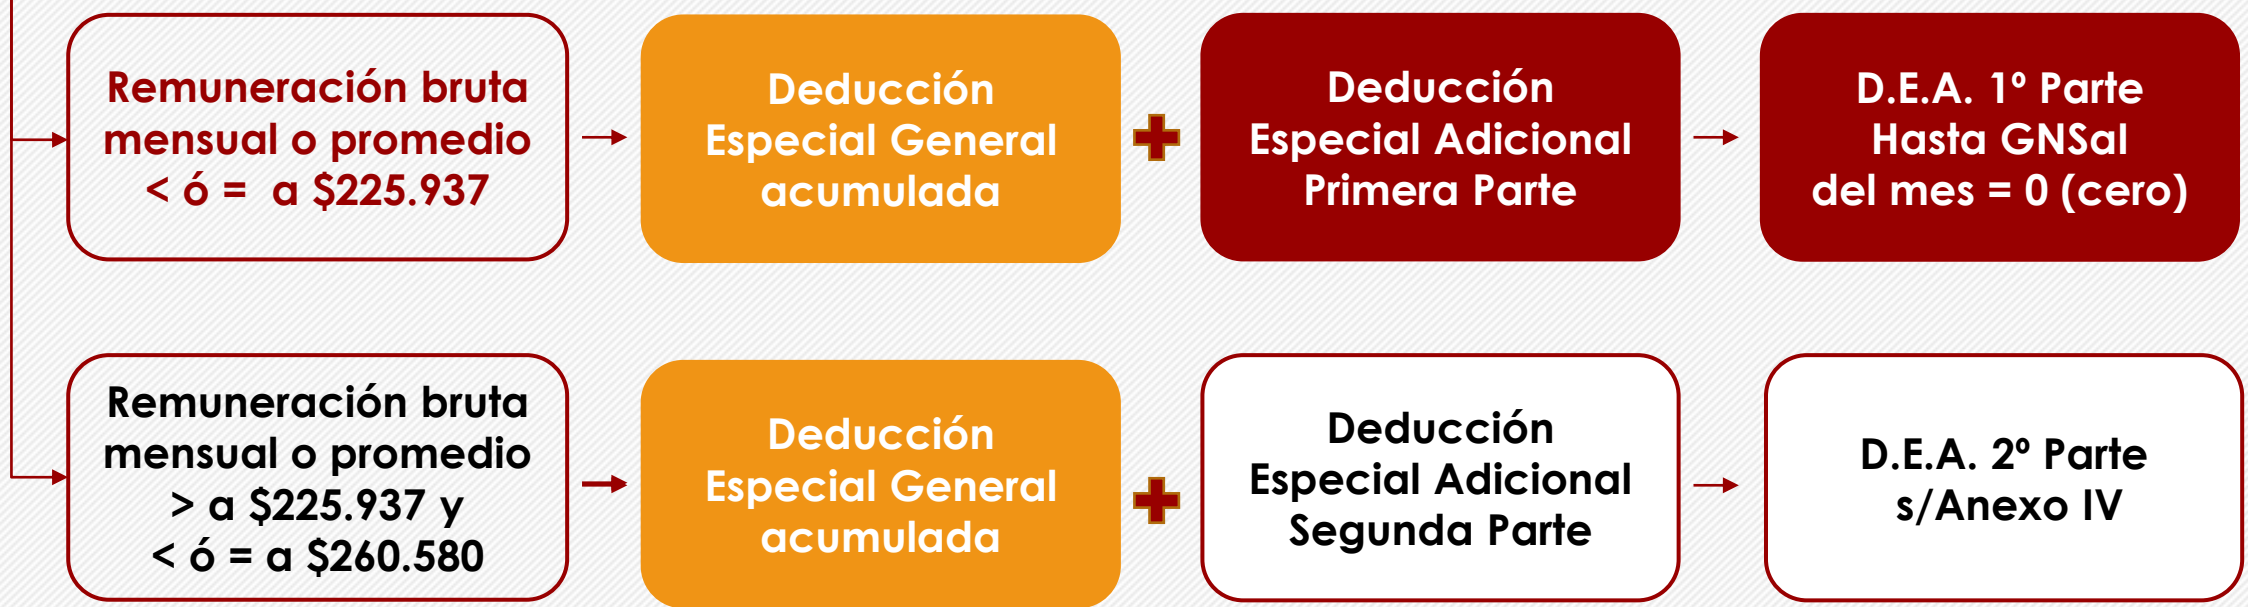 Remuneración bruta
mensual o promedio
< ó = a $225.937
Deducción
Especial General
acumulada
Deducción
Especial Adicional
Primera Parte
D.E.A. 1º Parte
Hasta GNSal
del mes = 0 (cero)
Remuneración bruta
mensual o promedio
> a $225.937 y
< ó = a $260.580
Deducción
Especial General
acumulada
Deducción
Especial Adicional
Segunda Parte
D.E.A. 2º Parte
s/Anexo IV